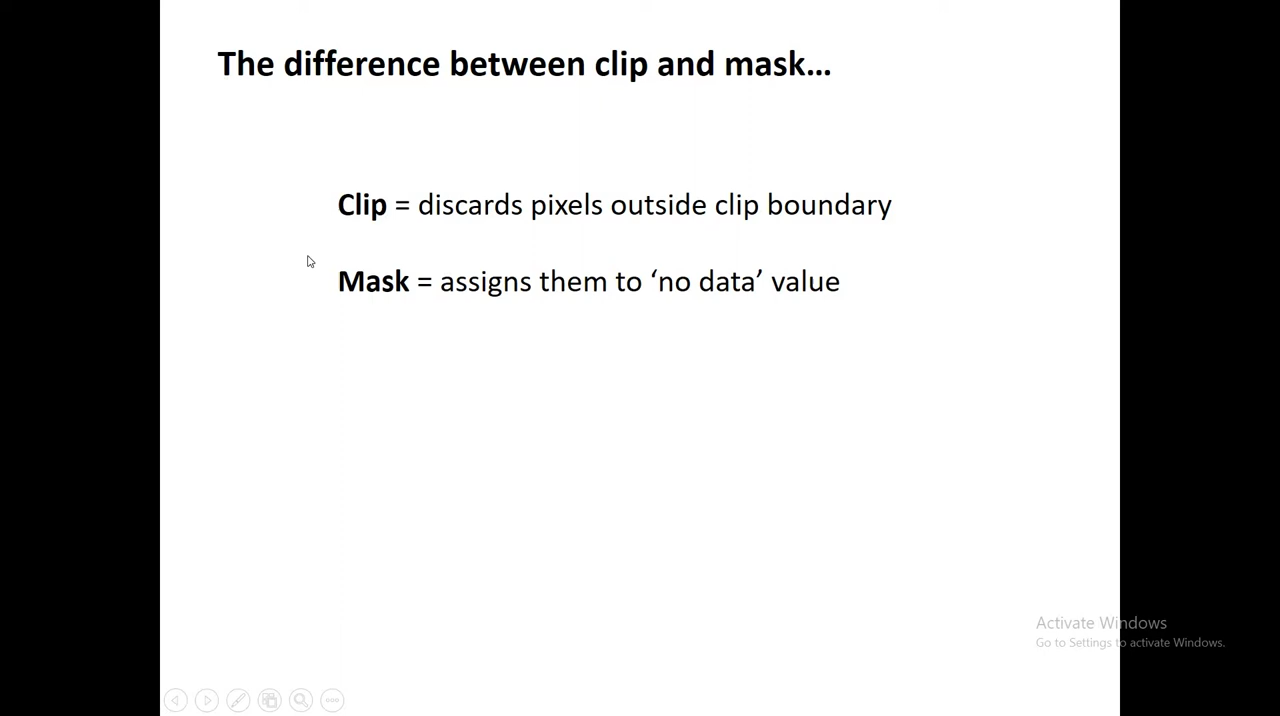 The difference between clip and mask...
Clip = discards pixels outside clip boundary
Mask = assigns them to ‘no data’ value
Activate Windows
Go to Settings to activate Windows.